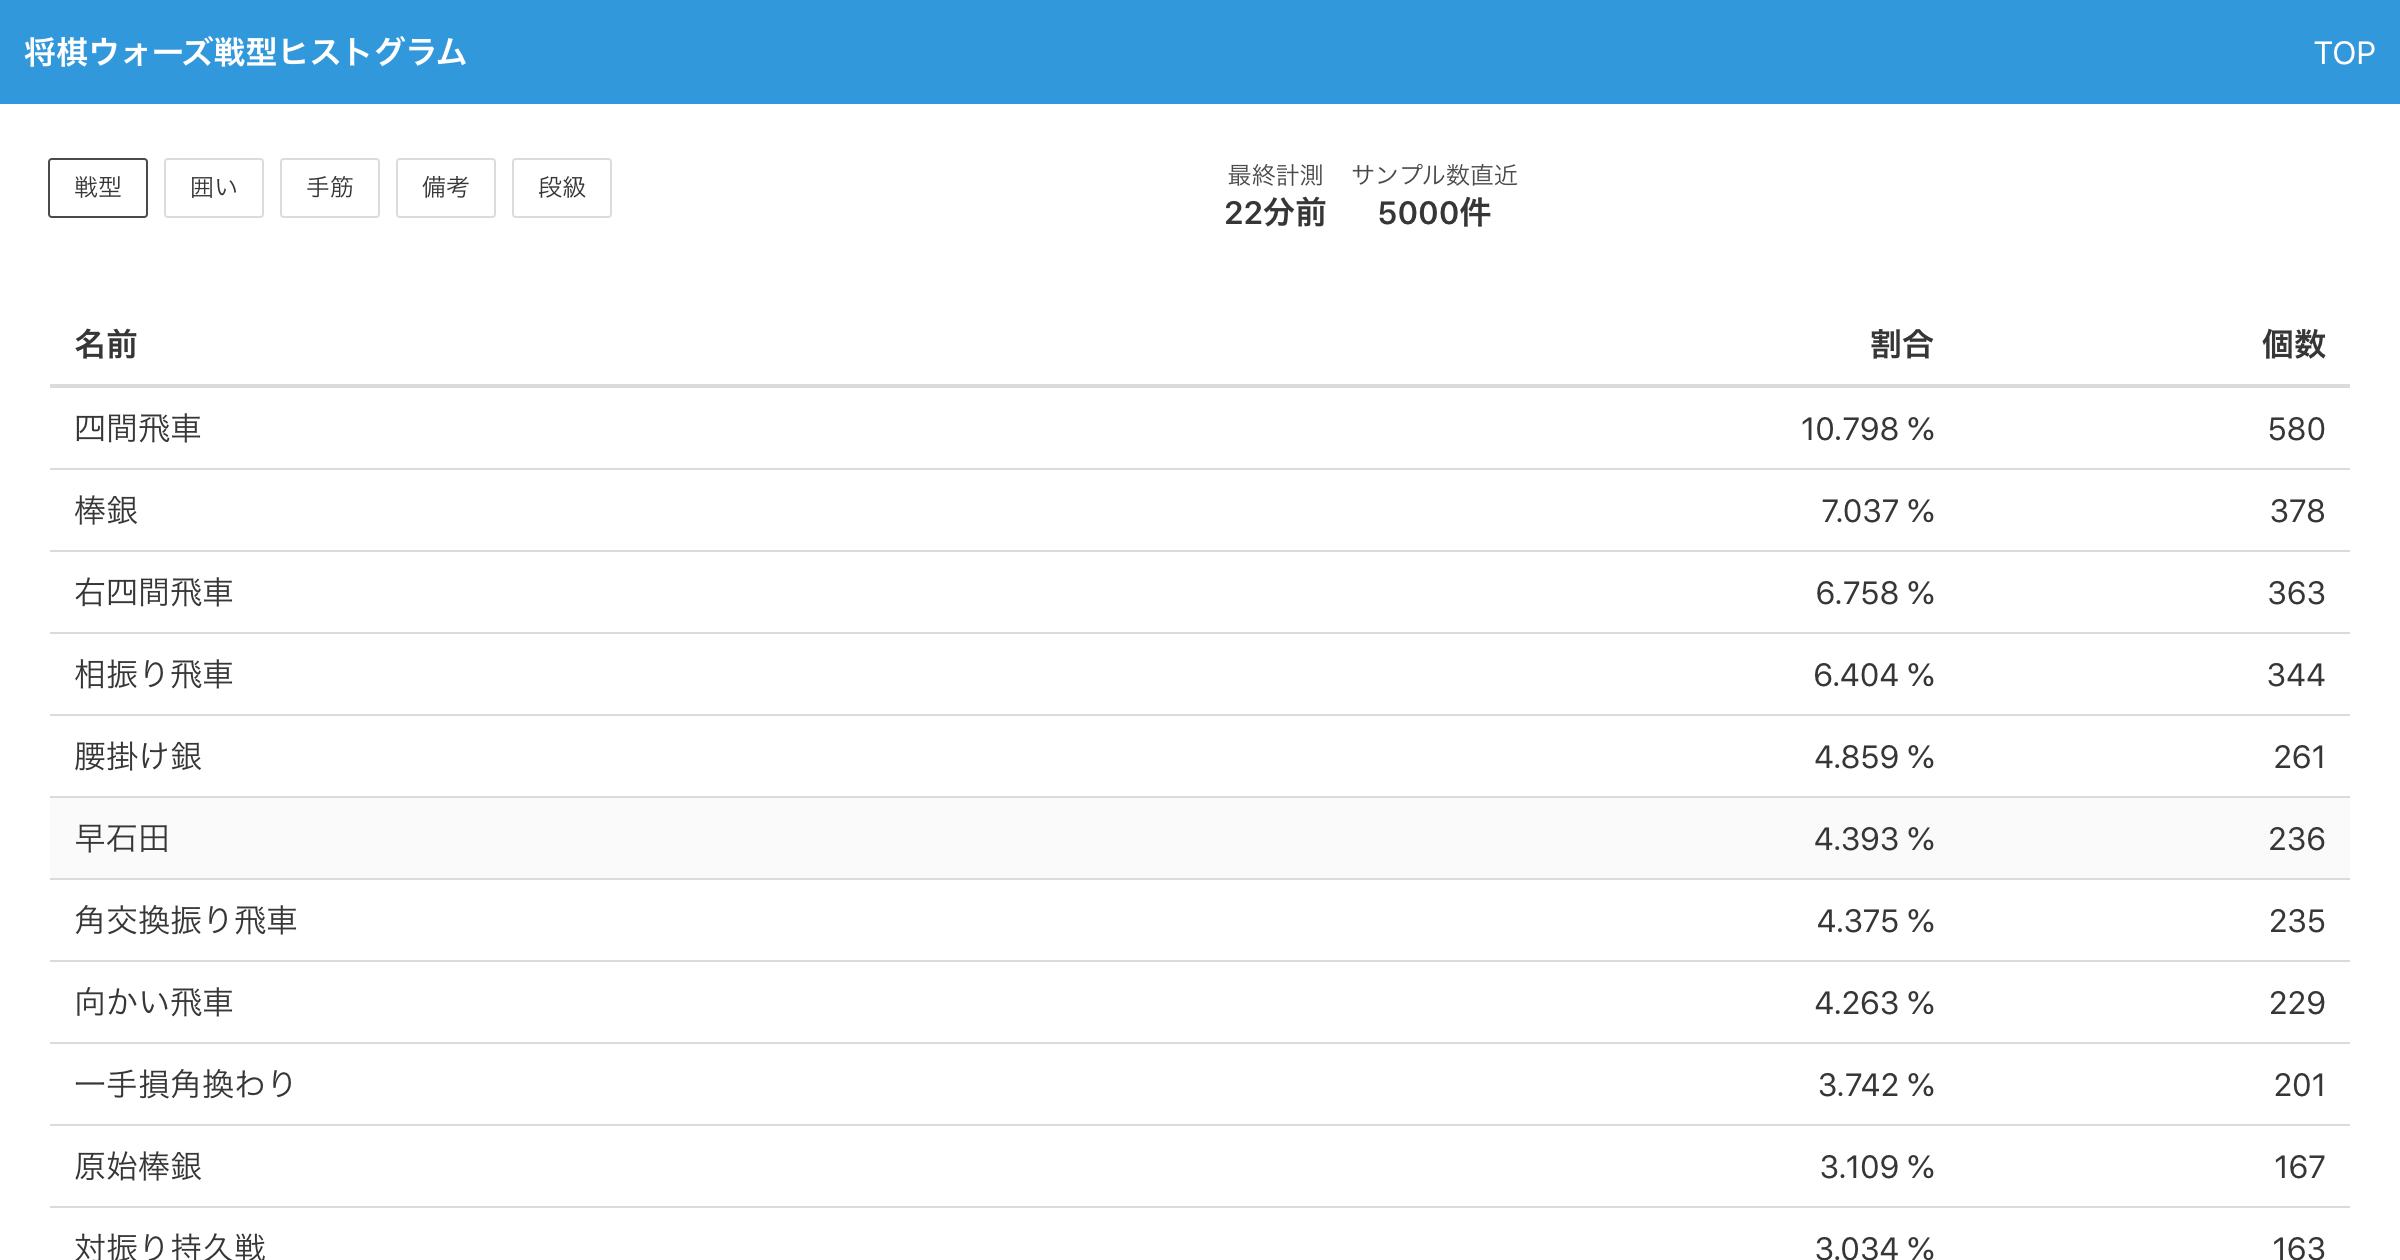 将棋ウォーズ戦型ヒストグラム TOP
戦型 囲い 手筋 備考 段級
最終計測 サンプル数直近
22分前 5000件
名前 割合 個数
四間飛車 10.798 % 580
棒銀 7.037 % 378
右四間飛車 6.758 % 363
相振り飛車 6.404 % 344
腰掛け銀 4.859 % 261
早石田 4.393 % 236
角交換振り飛車 4.375 % 235
向かい飛車 4.263 % 229
一手損角換わり 3.742 % 201
原始棒銀 3.109 % 167
対振り持久戦 3.034 % 163